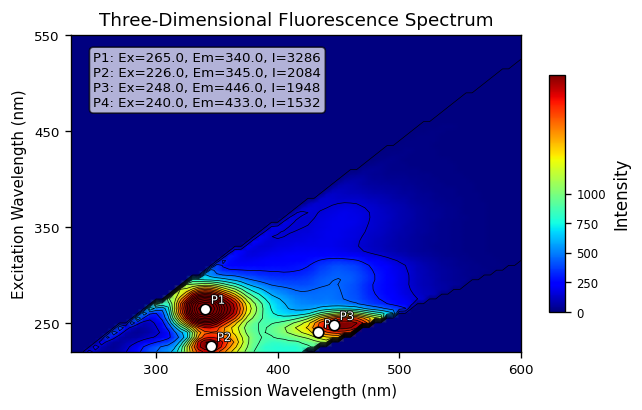 Three-Dimensional Fluorescence Spectrum
550
450
350
250
Excitation Wavelength (nm)
P1: Ex=265.0, Em=340.0, I=3286
P2: Ex=226.0, Em=345.0, I=2084
P3: Ex=248.0, Em=446.0, I=1948
P4: Ex=240.0, Em=433.0, I=1532
P1
P2
P3
300
400
500
600
Emission Wavelength (nm)
1000
750
500
250
0
Intensity